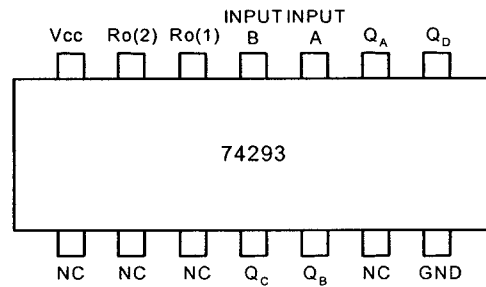 INPUT INPUT
Vcc Ro(2) Ro(1) B A QA QD
74293
NC NC NC QC QB NC GND